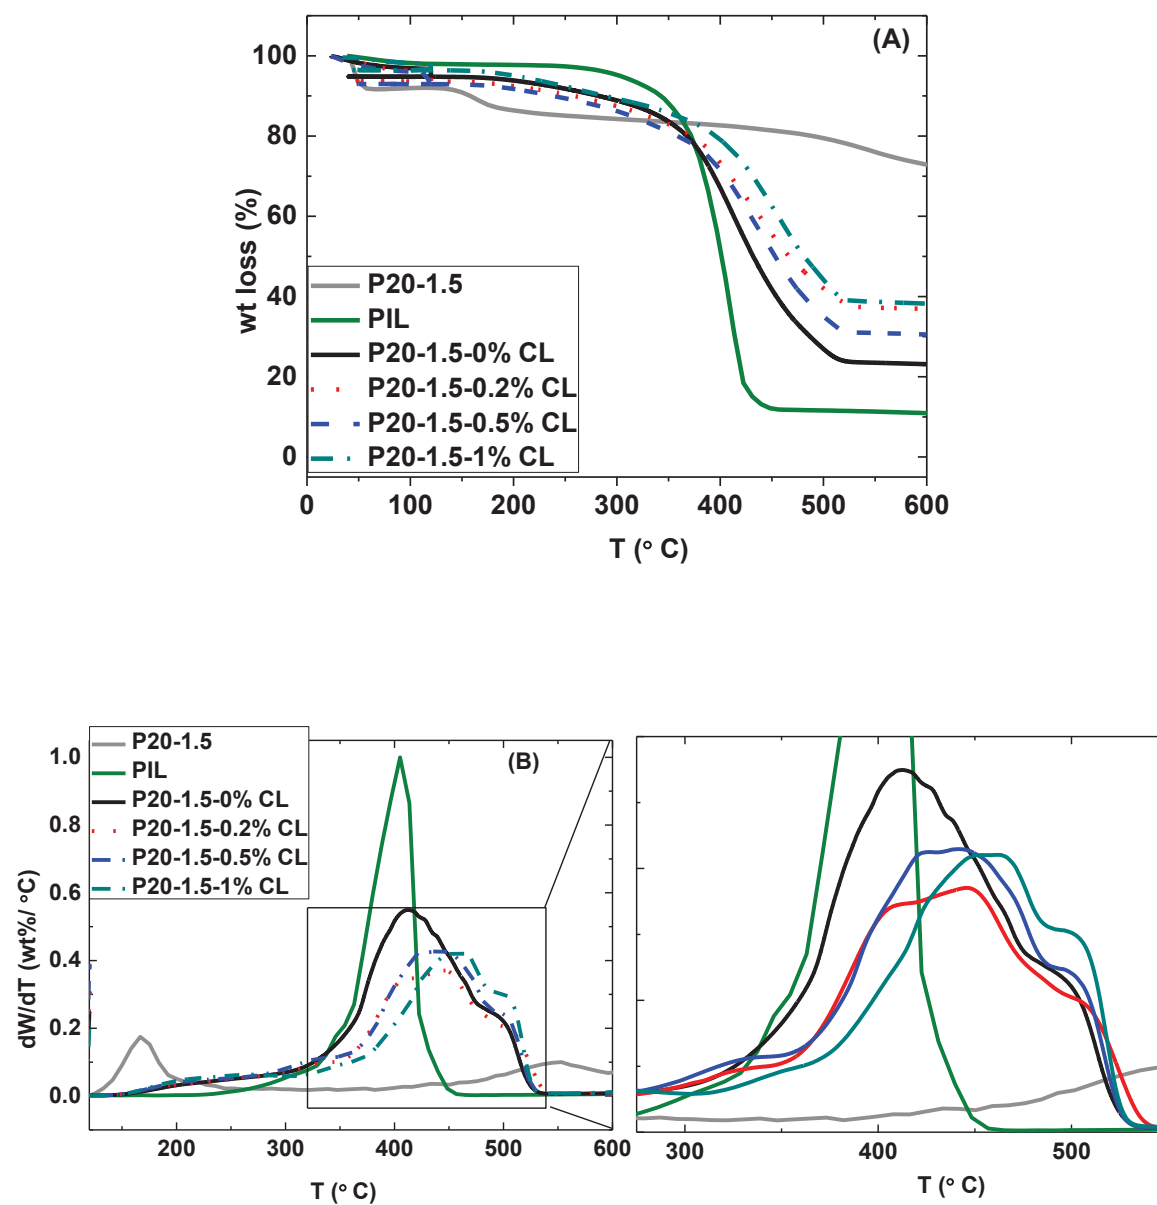 (A)
100
80
60
40
20
0
wt loss (%)
P20-1.5
PIL
P20-1.5-0% CL
P20-1.5-0.2% CL
P20-1.5-0.5% CL
P20-1.5-1% CL
0 100 200 300 400 500 600
T (° C)
P20-1.5
PIL
P20-1.5-0% CL
P20-1.5-0.2% CL
P20-1.5-0.5% CL
P20-1.5-1% CL
(B)
1.0
0.8
0.6
0.4
0.2
0.0
dW/dT (wt%/ °C)
200 300 400 500 600
T (° C)
300 400 500
T (° C)